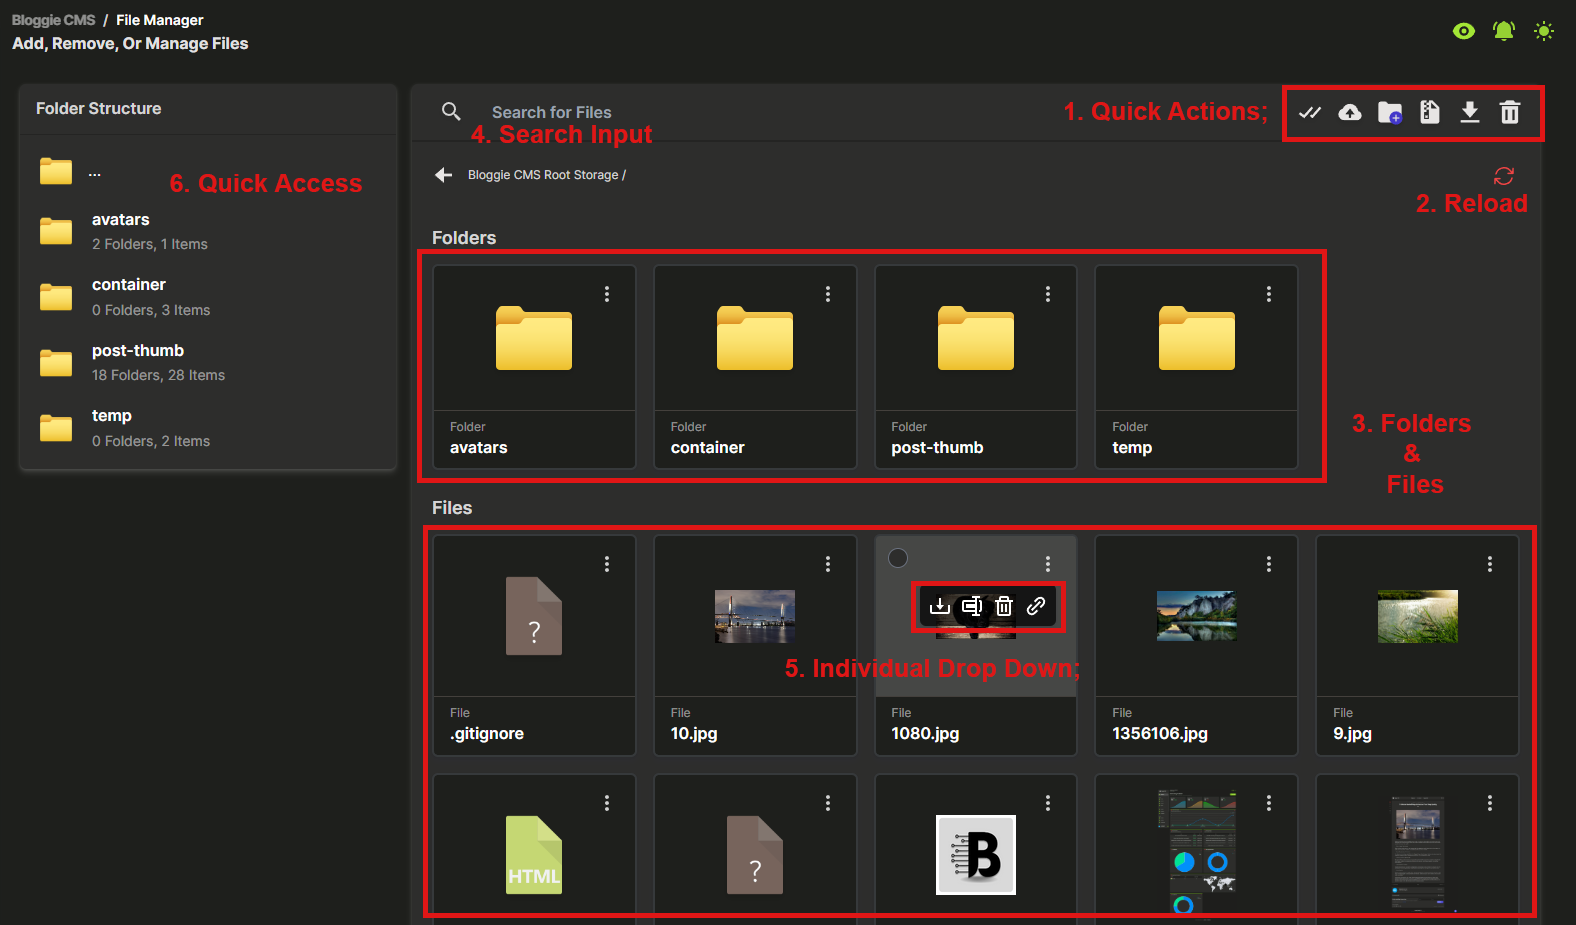 Bloggie CMS / File Manager
Add, Remove, Or Manage Files
Folder Structure
...
6. Quick Access
avatars
2 Folders, 1 Items
container
0 Folders, 3 Items
post-thumb
18 Folders, 28 Items
temp
0 Folders, 2 Items
Search for Files
4. Search Input
1. Quick Actions;
Bloggie CMS Root Storage /
2. Reload
Folders
Folder
avatars
Folder
container
Folder
post-thumb
Folder
temp
3. Folders
&
Files
Files
?
File
.gitignore
File
10.jpg
5. Individual Drop Down;
File
1080.jpg
File
1356106.jpg
File
9.jpg
HTML
?
B